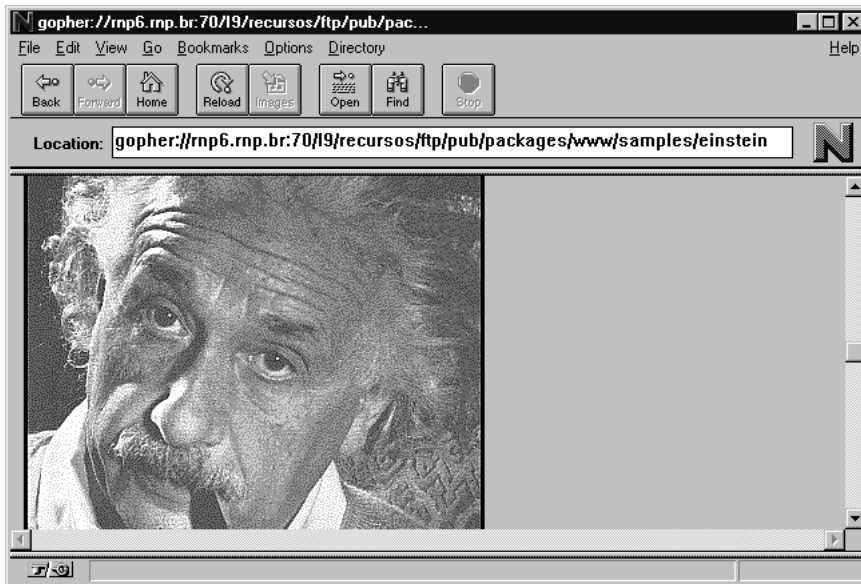 gopher://rnp6.rnp.br:70/I9/recursos/ftp/pub/pac...
File Edit View Go Bookmarks Options Directory Help
Back Forward Home Reload Images Open Find Stop
Location: gopher://rnp6.rnp.br:70/I9/recursos/ftp/pub/packages/www/samples/einstein